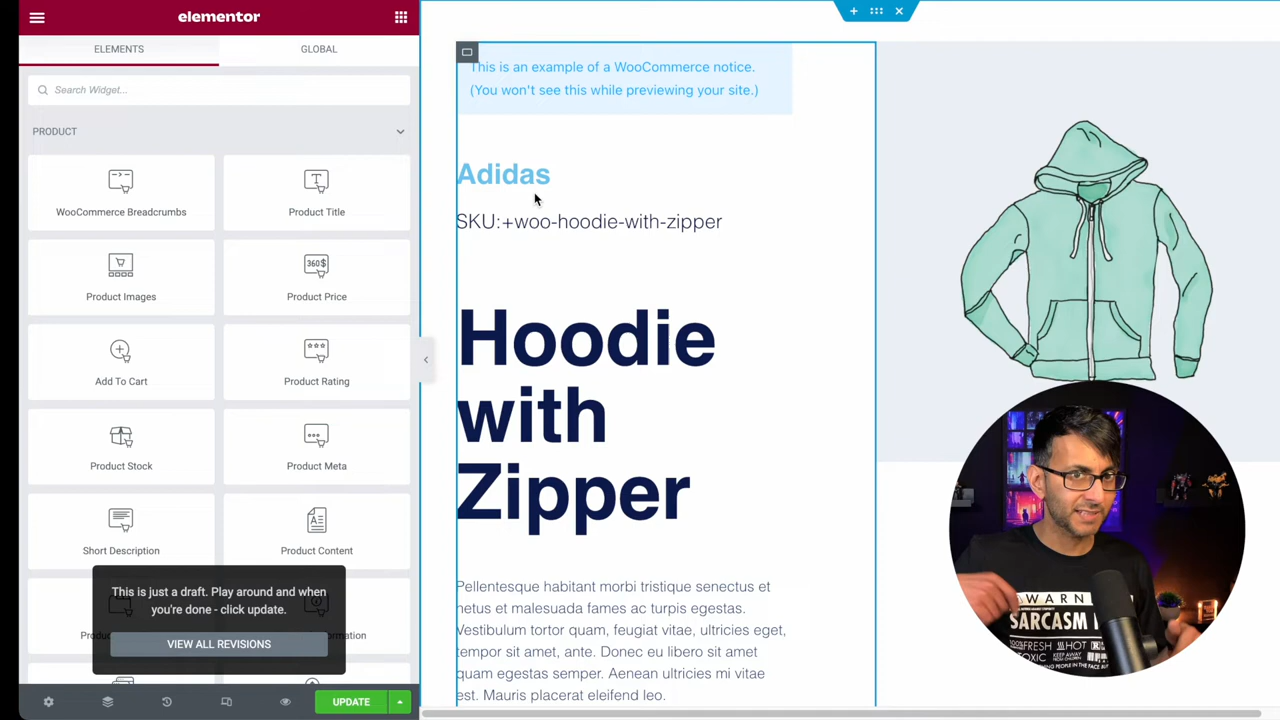 elementor
ELEMENTS
GLOBAL
Search Widget...
PRODUCT
WooCommerce Breadcrumbs
Product Title
Product Images
360$
Product Price
Add To Cart
Product Rating
Product Stock
Product Meta
Short Description
Product Content
This is just a draft. Play around and when
you're done - click update.
VIEW ALL REVISIONS
UPDATE
This is an example of a WooCommerce notice.
(You won't see this while previewing your site.)
Adidas
SKU:+woo-hoodie-with-zipper
Hoodie
with
Zipper
Pellentesque habitant morbi tristique senectus et
netus et malesuada fames ac turpis egestas.
Vestibulum tortor quam, feugiat vitae, ultricies eget,
tempor sit amet, ante. Donec eu libero sit amet
quam egestas semper. Aenean ultricies mi vitae
est. Mauris placerat eleifend leo.
SARCASM